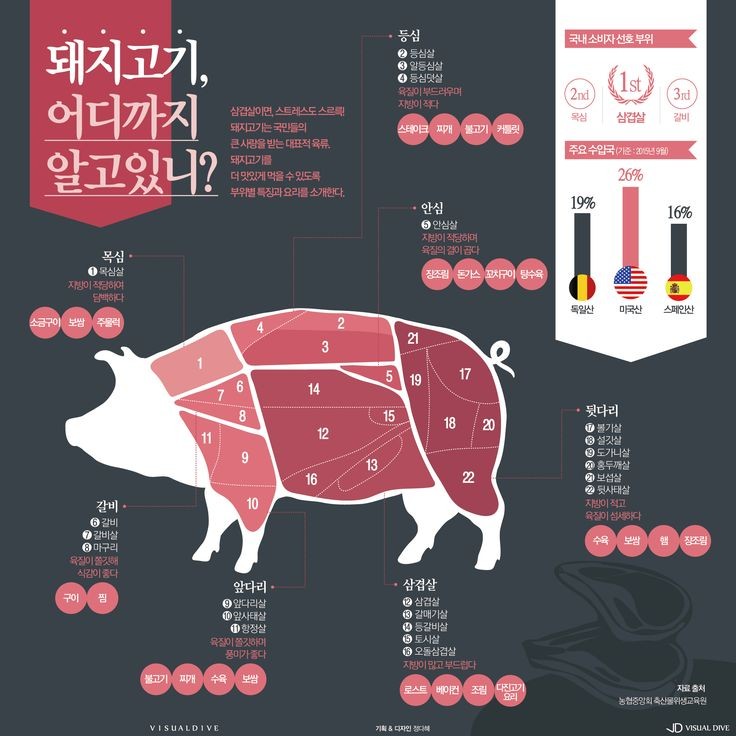 돼지고기,
어디까지
알고있니?
삼겹살이면, 스트레스도 스르륵!
돼지고기는 국민들의
큰 사랑을 받는 대표적 육류.
돼지고기를
더 맛있게 먹을 수 있도록
부위별 특징과 요리를 소개한다.
등심
2 등심살
3 알등심살
4 등심덧살
육질이 부드러우며
지방이 적다
스테이크 찌개 불고기 커틀릿
국내 소비자 선호 부위
2nd 1st 3rd
목심 삼겹살 갈비
주요 수입국 (기준 : 2015년 9월)
19% 26% 16%
독일산 미국산 스페인산
안심
5 안심살
지방이 적당하며
육질의 결이 곱다
장조림 돈가스 꼬치구이 탕수육
목심
1 목심살
지방이 적당하여
담백하다
소금구이 보쌈 주물럭
1
4
2
3
6
7
8
5
14
15
12
13
16
11
9
10
21
19
17
18
20
22
뒷다리
17 볼기살
18 설깃살
19 도가니살
20 홍두깨살
21 보섭살
22 뒷사태살
지방이 적고
육질이 섬세하다
수육 보쌈 햄 장조림
갈비
6 갈비
7 갈비살
8 마구리
육질이 쫄깃해
식감이 좋다
구이 찜
앞다리
9 앞다리살
10 앞사태살
11 항정살
육질이 쫄깃하며
풍미가 좋다
불고기 찌개 수육 보쌈
삼겹살
12 삼겹살
13 갈매기살
14 등갈비살
15 토시살
16 오돌삼겹살
지방이 많고 부드럽다
로스트 베이컨 조림 다진고기
요리
자료 출처
농협중앙회 축산물위생교육원
VISUALDIVE
기획 & 디자인 정다혜
VISUAL DIVE